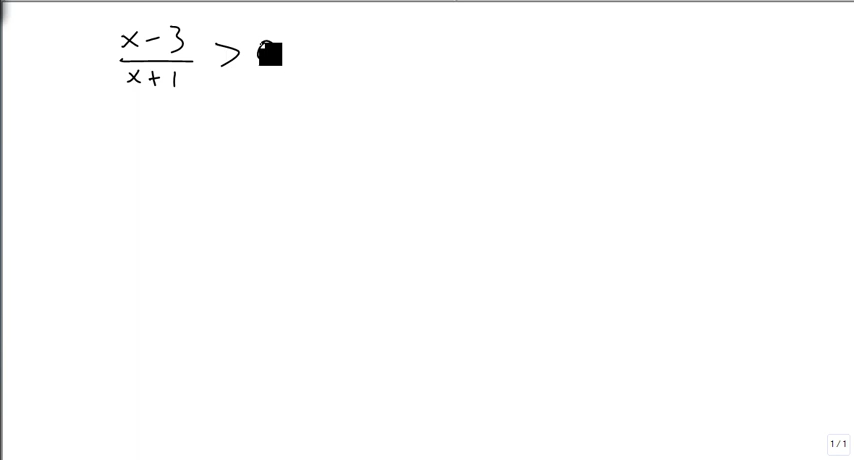 x-3
/
x+1 >
1 / 1